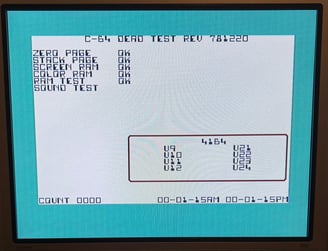 C-64 DEAD TEST REV 781220
ZERO PAGE OK
STACK PAGE OK
SCREEN RAM OK
COLOR RAM OK
RAM TEST OK
SOUND TEST
4164
U9 U21
U10 U22
U11 U23
U12 U24
COUNT 0000 00-01-15AM 00-01-15PM